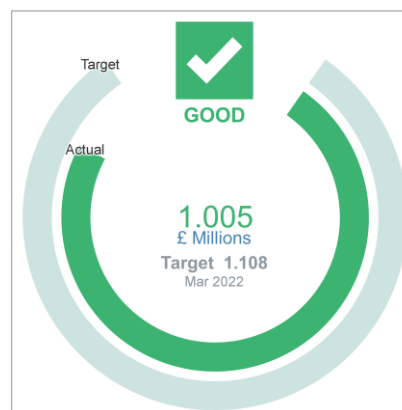 Target
GOOD
Actual
1.005
£ Millions
Target 1.108
Mar 2022